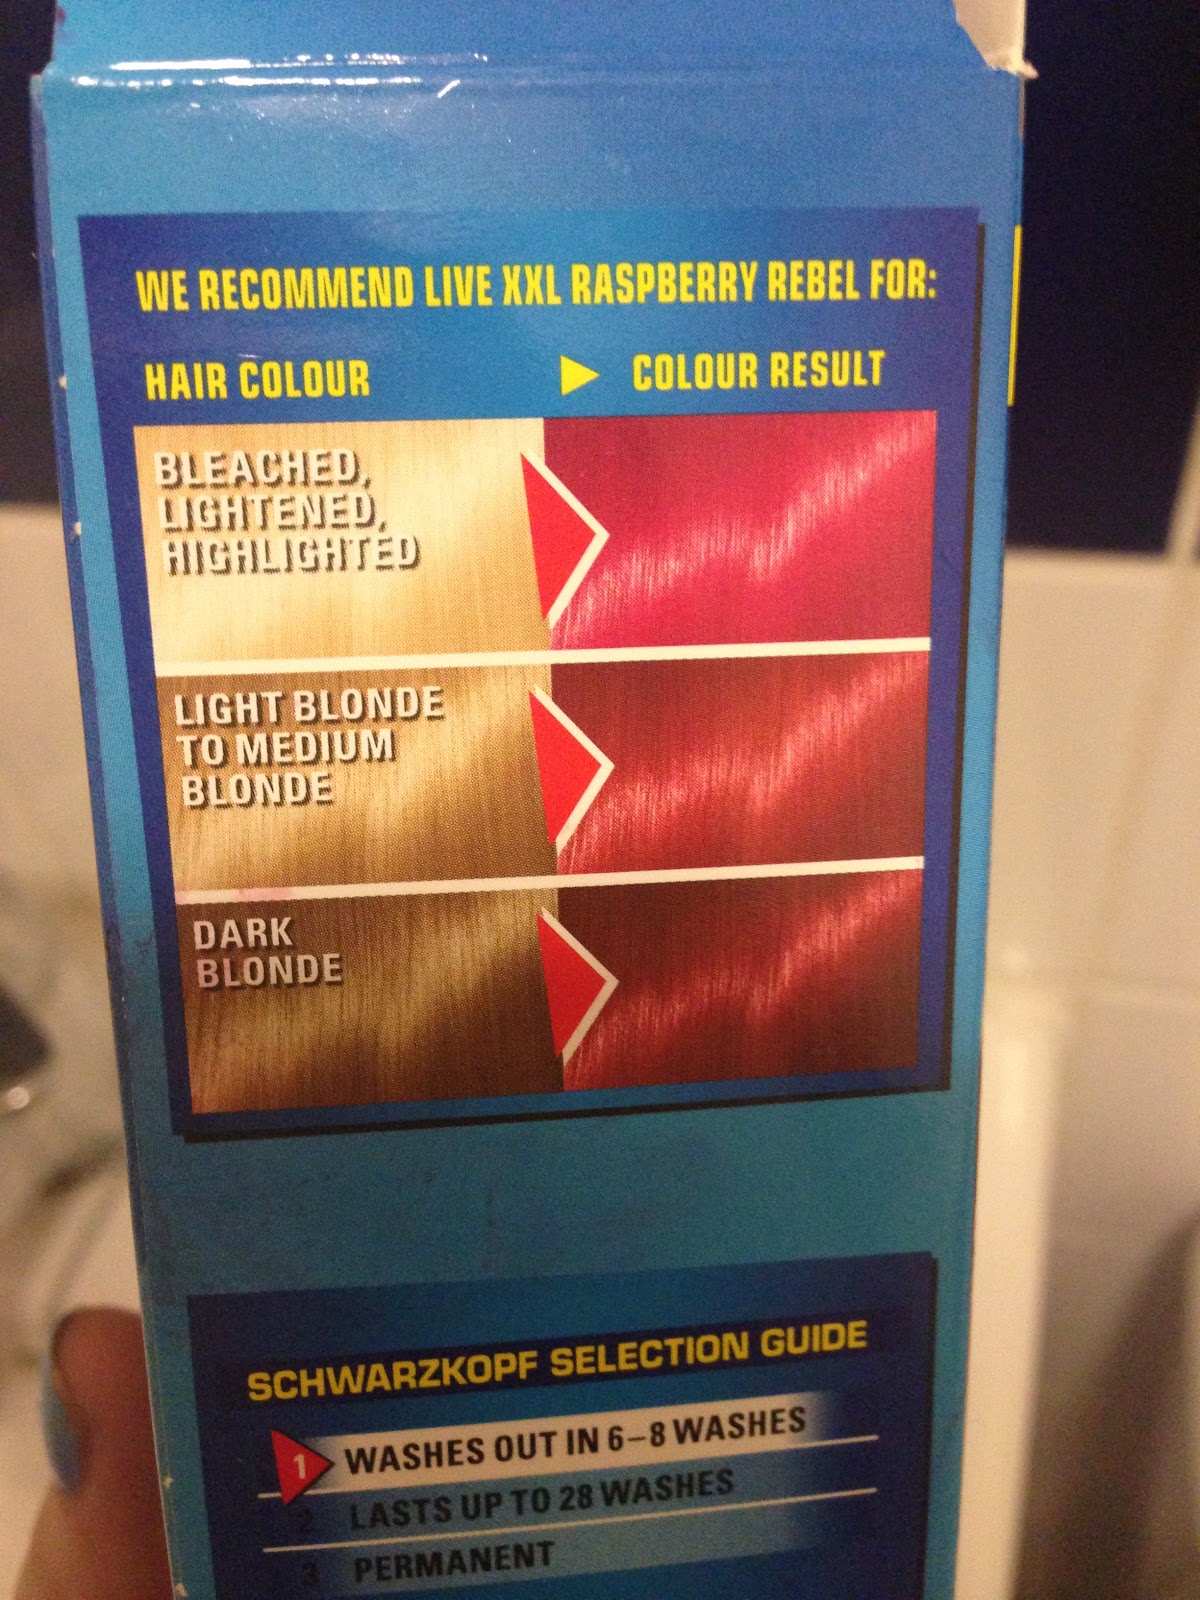 WE RECOMMEND LIVE XXL RASPBERRY REBEL FOR:
HAIR COLOUR ▶ COLOUR RESULT
BLEACHED,
LIGHTENED,
HIGHLIGHTED
LIGHT BLONDE
TO MEDIUM
BLONDE
DARK
BLONDE
SCHWARZKOPF SELECTION GUIDE
1 WASHES OUT IN 6–8 WASHES
2 LASTS UP TO 28 WASHES
3 PERMANENT